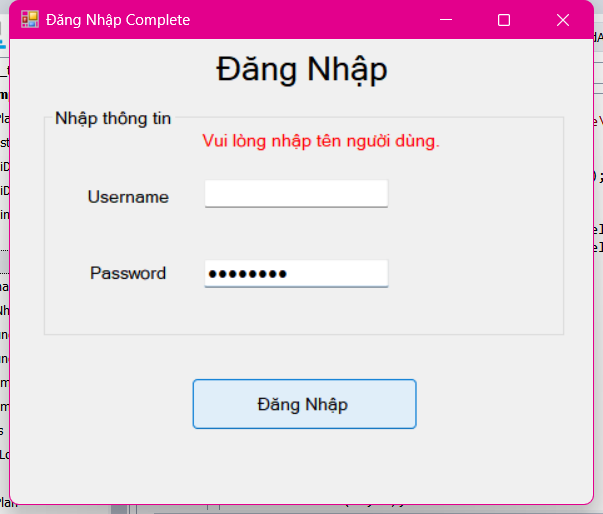 Đăng Nhập Complete
Đăng Nhập
Nhập thông tin
Vui lòng nhập tên người dùng.
Username
Password
Đăng Nhập